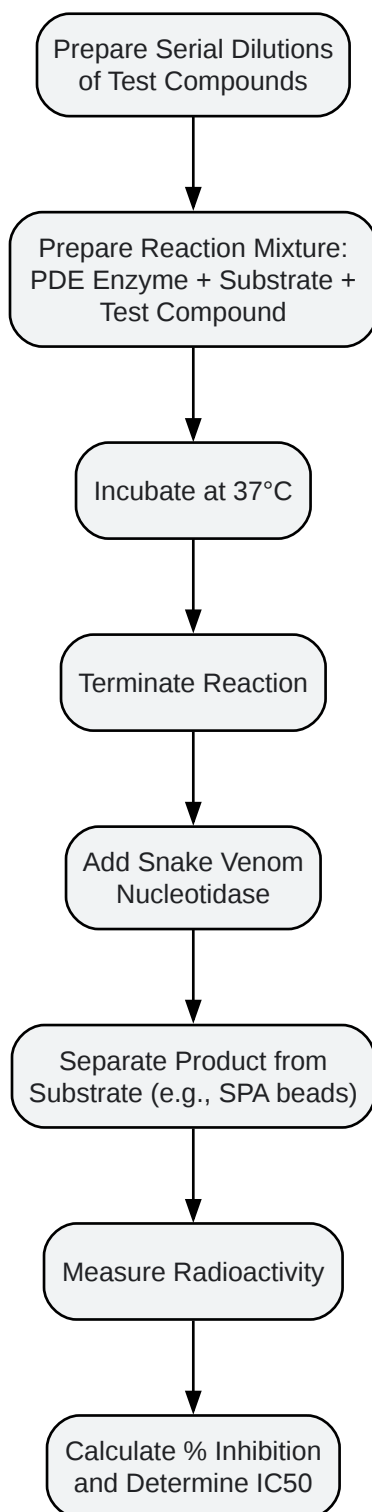 Prepare Serial Dilutions
of Test Compounds
Prepare Reaction Mixture:
PDE Enzyme + Substrate +
Test Compound
Incubate at 37°C
Terminate Reaction
Add Snake Venom
Nucleotidase
Separate Product from
Substrate (e.g., SPA beads)
Measure Radioactivity
Calculate % Inhibition
and Determine IC50